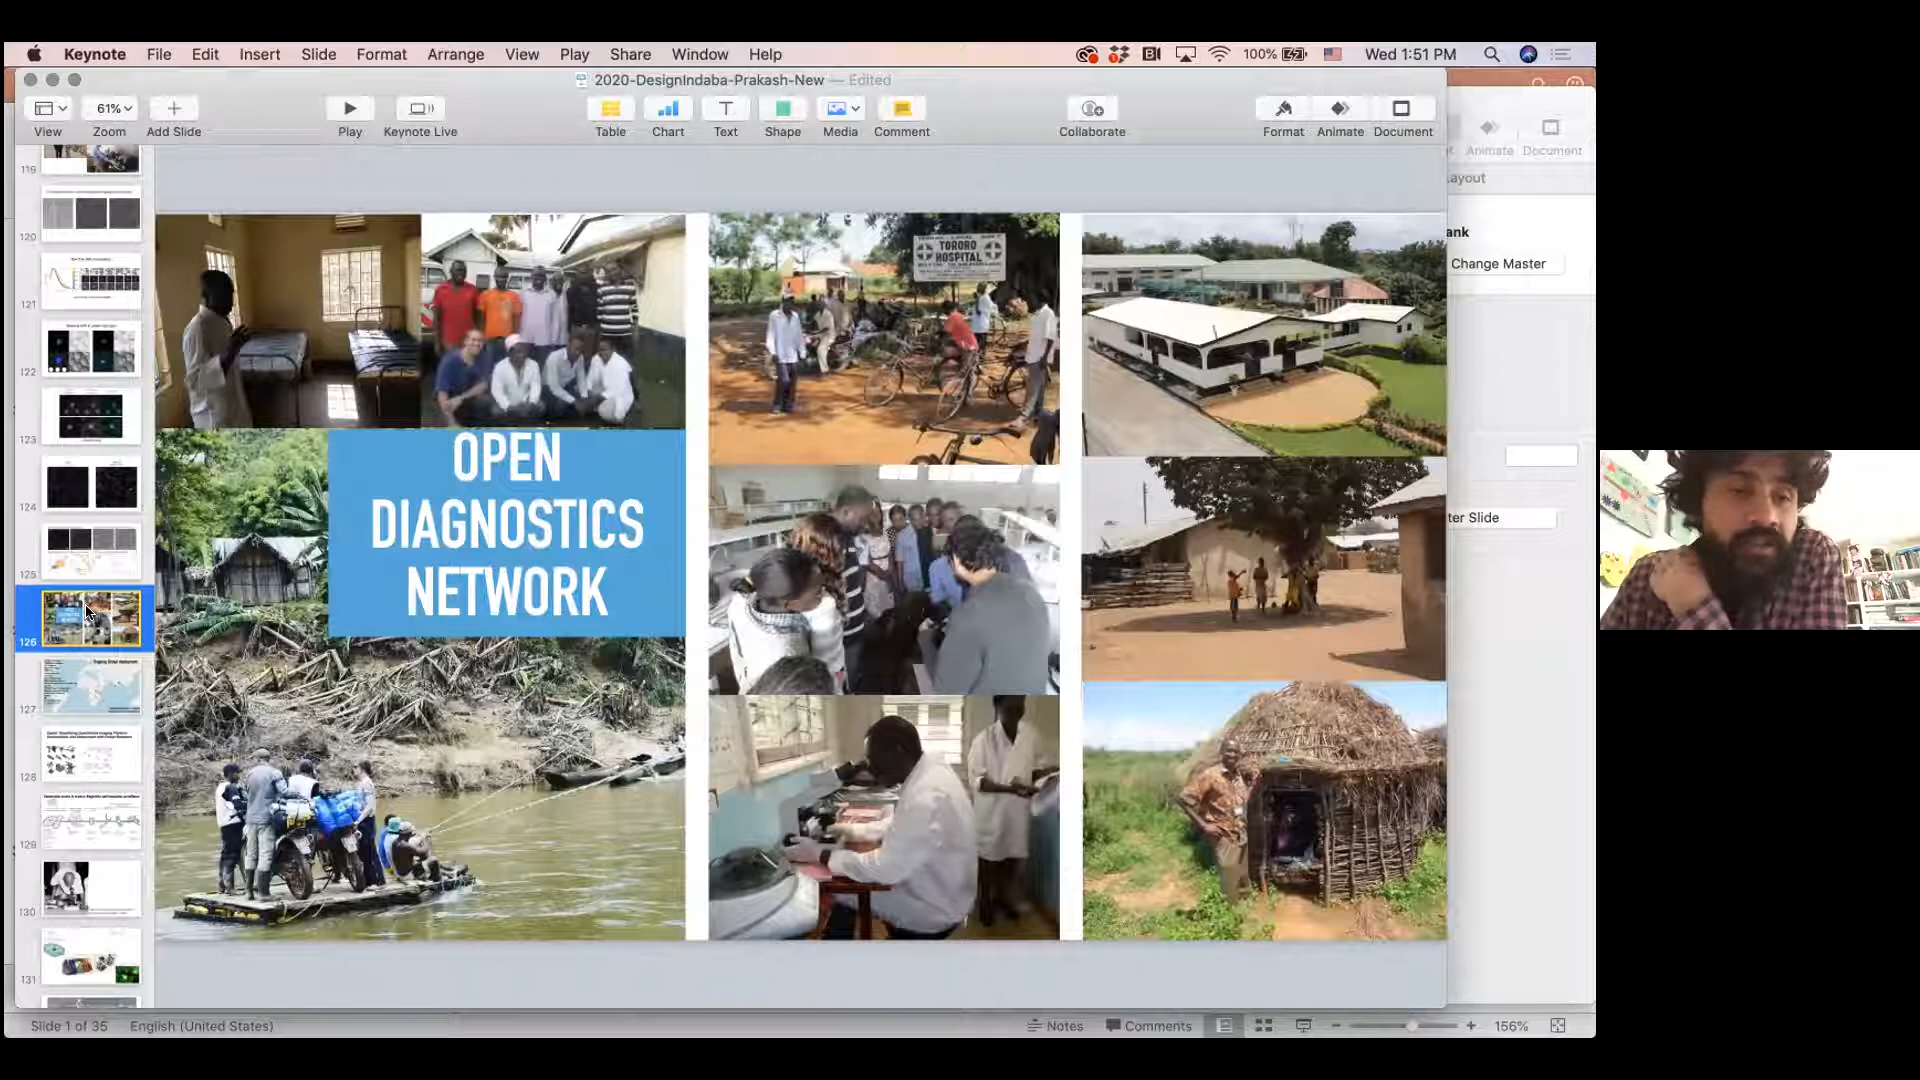 Keynote File Edit Insert Slide Format Arrange View Play Share Window Help
100% Wed 1:51 PM
2020-DesignIndaba-Prakash-New — Edited
61%
View Zoom Add Slide Play Keynote Live Table Chart Text Shape Media Comment Collaborate Format Animate Document
Animate Document
ayout
ank
Change Master
ter Slide
119
120
121
122
123
124
125
126
127
128
129
130
131
TORORO
HOSPITAL
OPEN
DIAGNOSTICS
NETWORK
Slide 1 of 35 English (United States) Notes Comments 156%